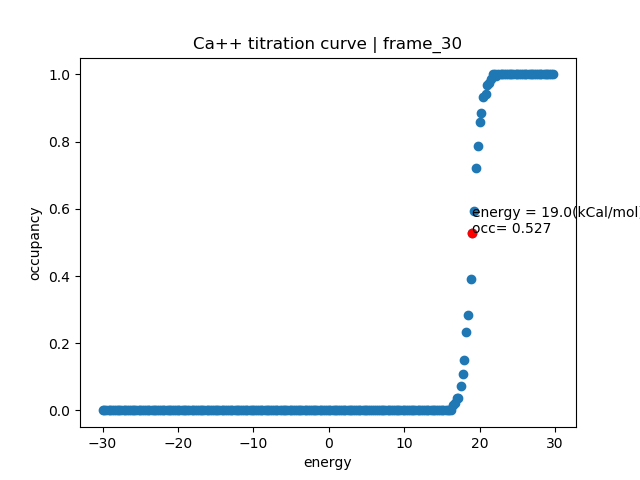 Ca++ titration curve | frame_30
1.0
0.8
0.6
0.4
0.2
0.0
occupancy
energy = 19.0(kCal/mol)
occ= 0.527
−30
−20
−10
0
10
20
30
energy